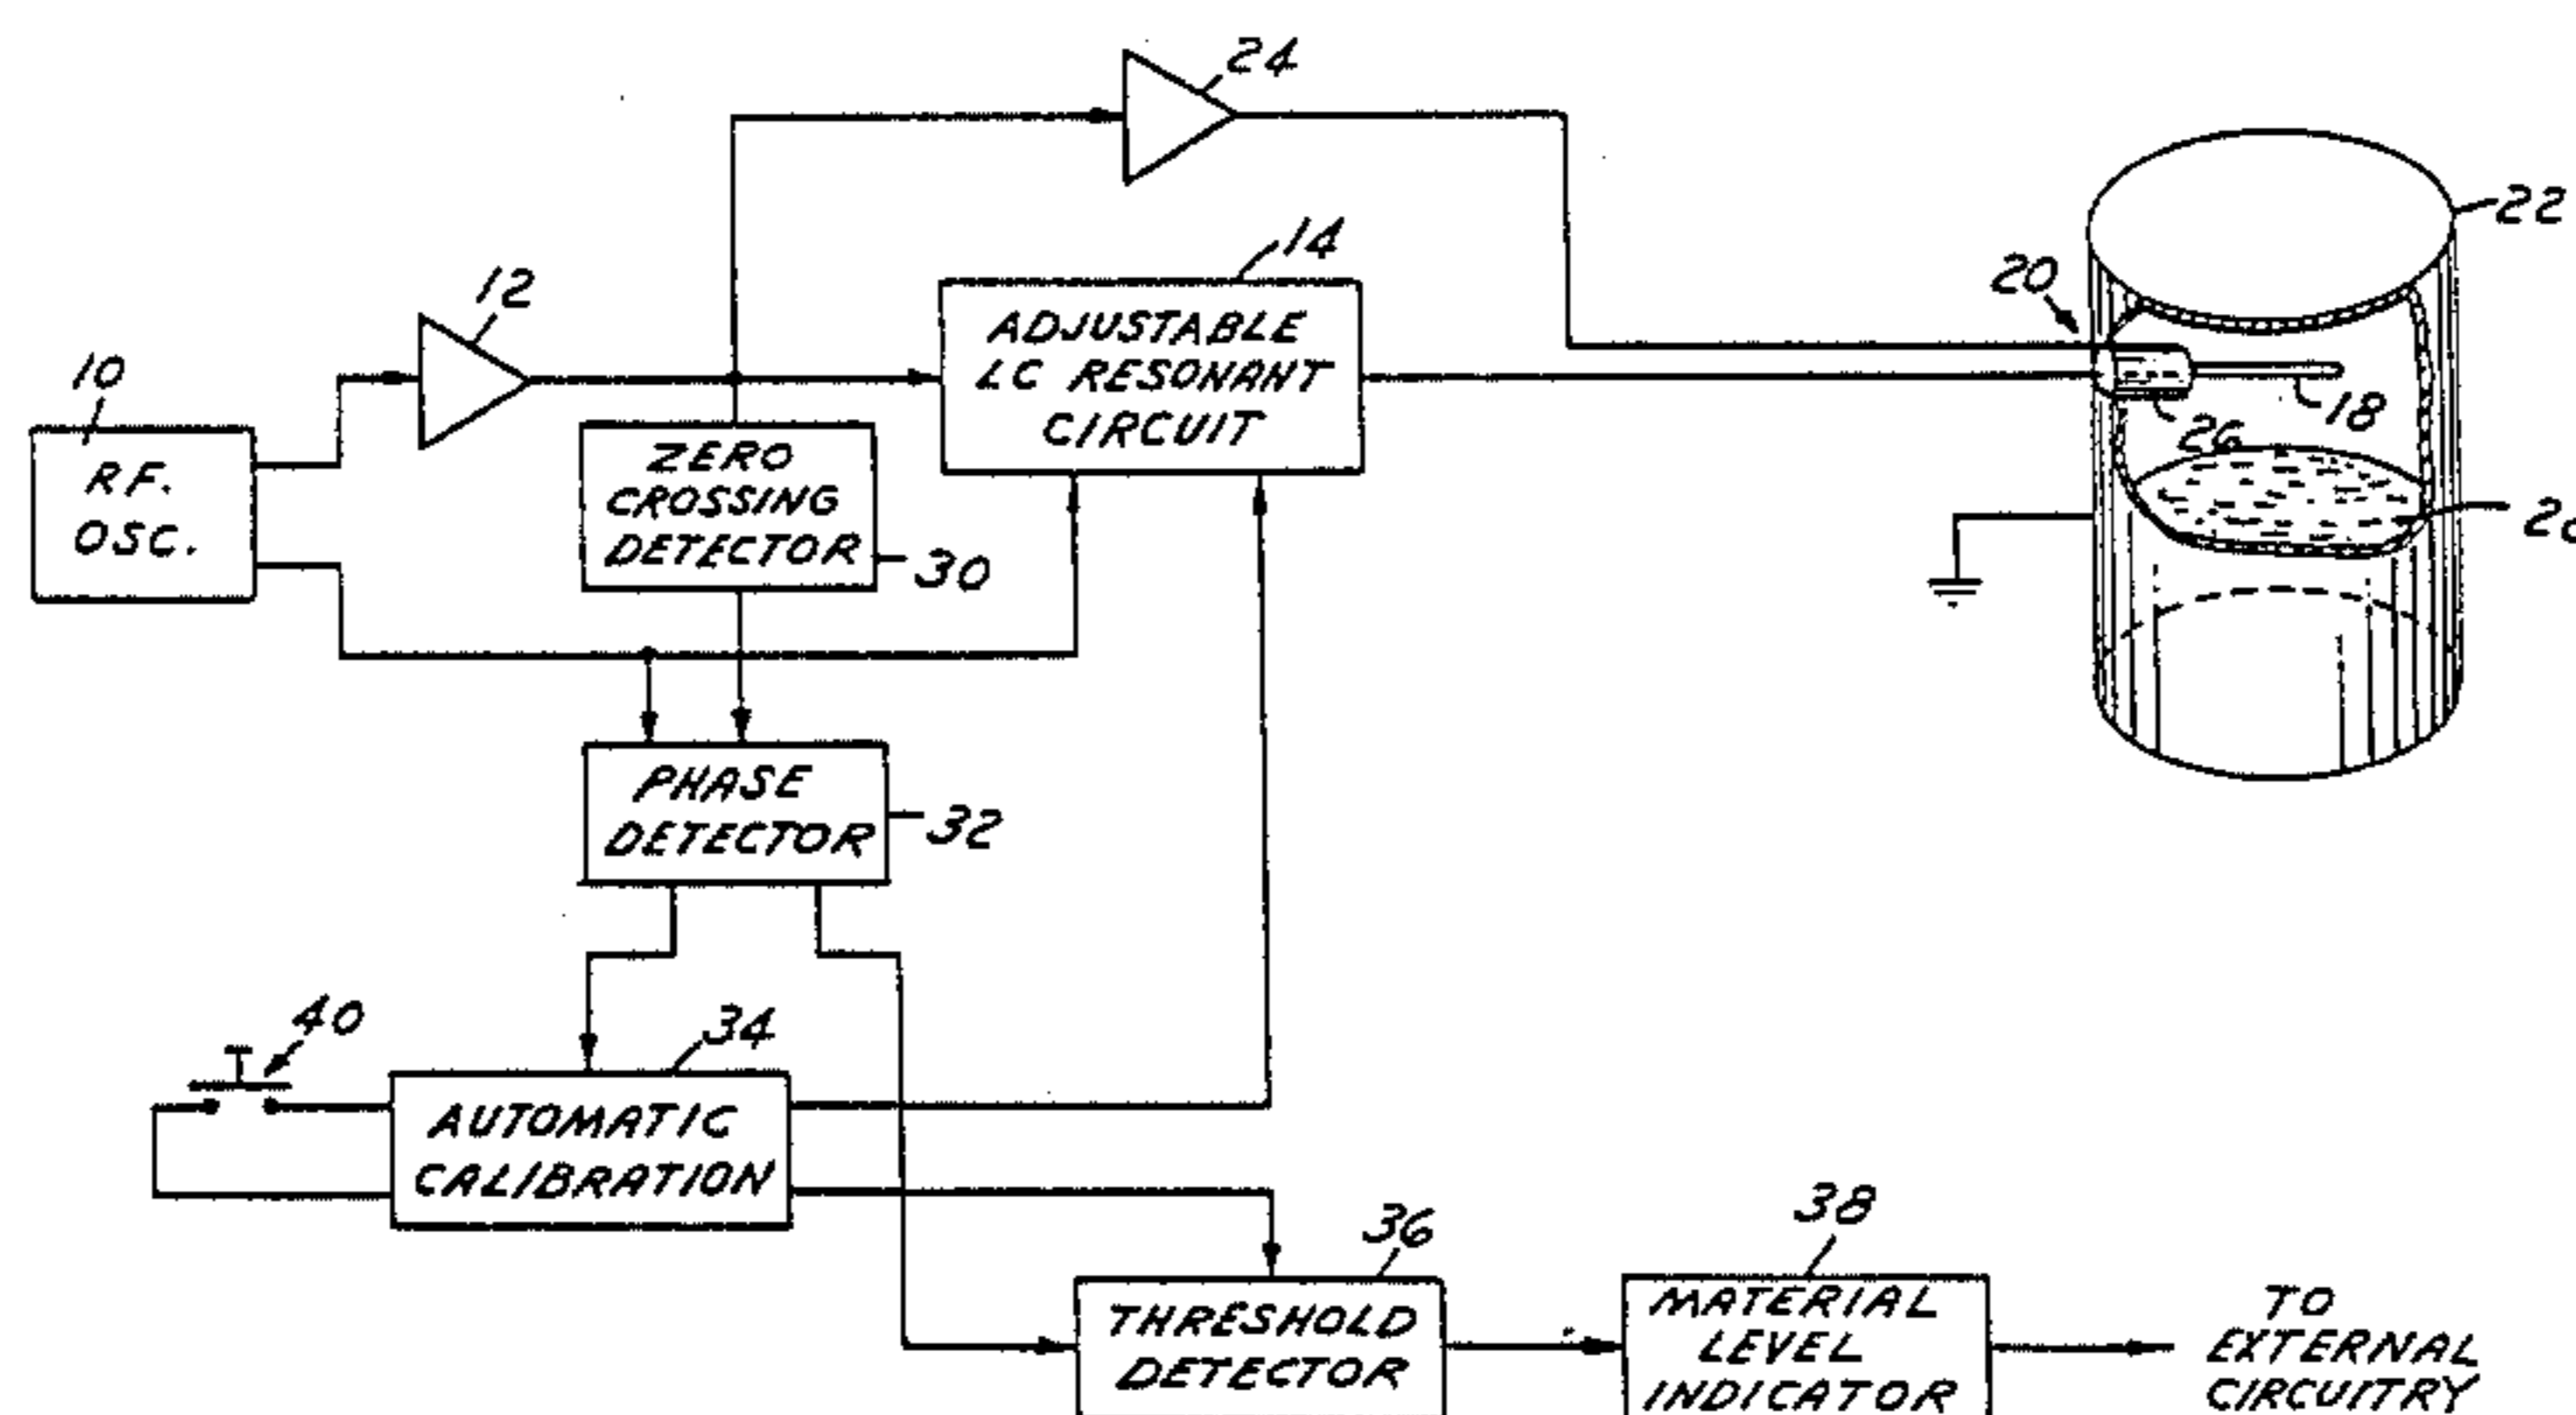 24
22
14
20
12
ADJUSTABLE
LC RESONANT
CIRCUIT
10
18
26
RF.
OSC.
ZERO
CROSSING
DETECTOR
30
PHASE
DETECTOR
32
40
34
AUTOMATIC
CALIBRATION
36
38
THRESHOLD
DETECTOR
MATERIAL
LEVEL
INDICATOR
TO
EXTERNAL
CIRCUITRY